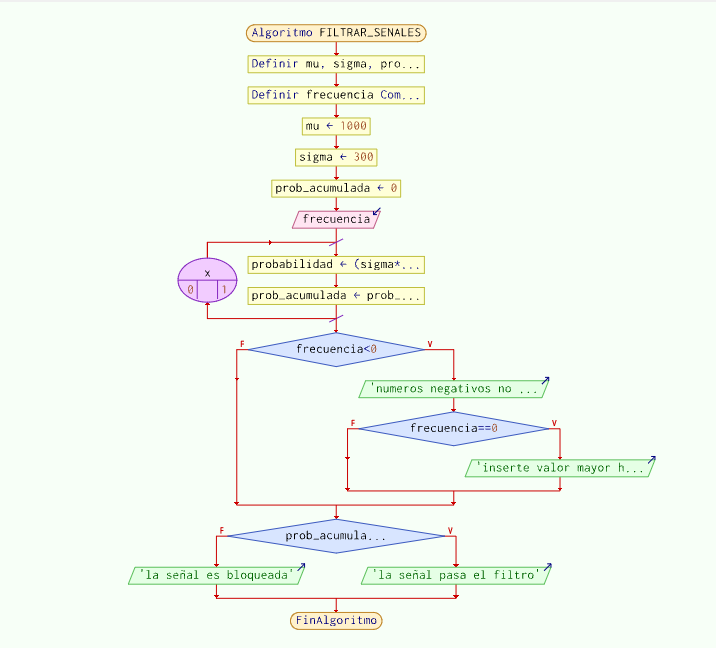 Algoritmo FILTRAR_SENALES
Definir mu, sigma, pro...
Definir frecuencia Com...
mu ← 1000
sigma ← 300
prob_acumulada ← 0
frecuencia
x
0 1
probabilidad ← (sigma*...
prob_acumulada ← prob_...
F frecuencia<0 V
'numeros negativos no ...
F frecuencia==0 V
'inserte valor mayor h...
F prob_acumula... V
'la señal es bloqueada'
'la señal pasa el filtro'
FinAlgoritmo